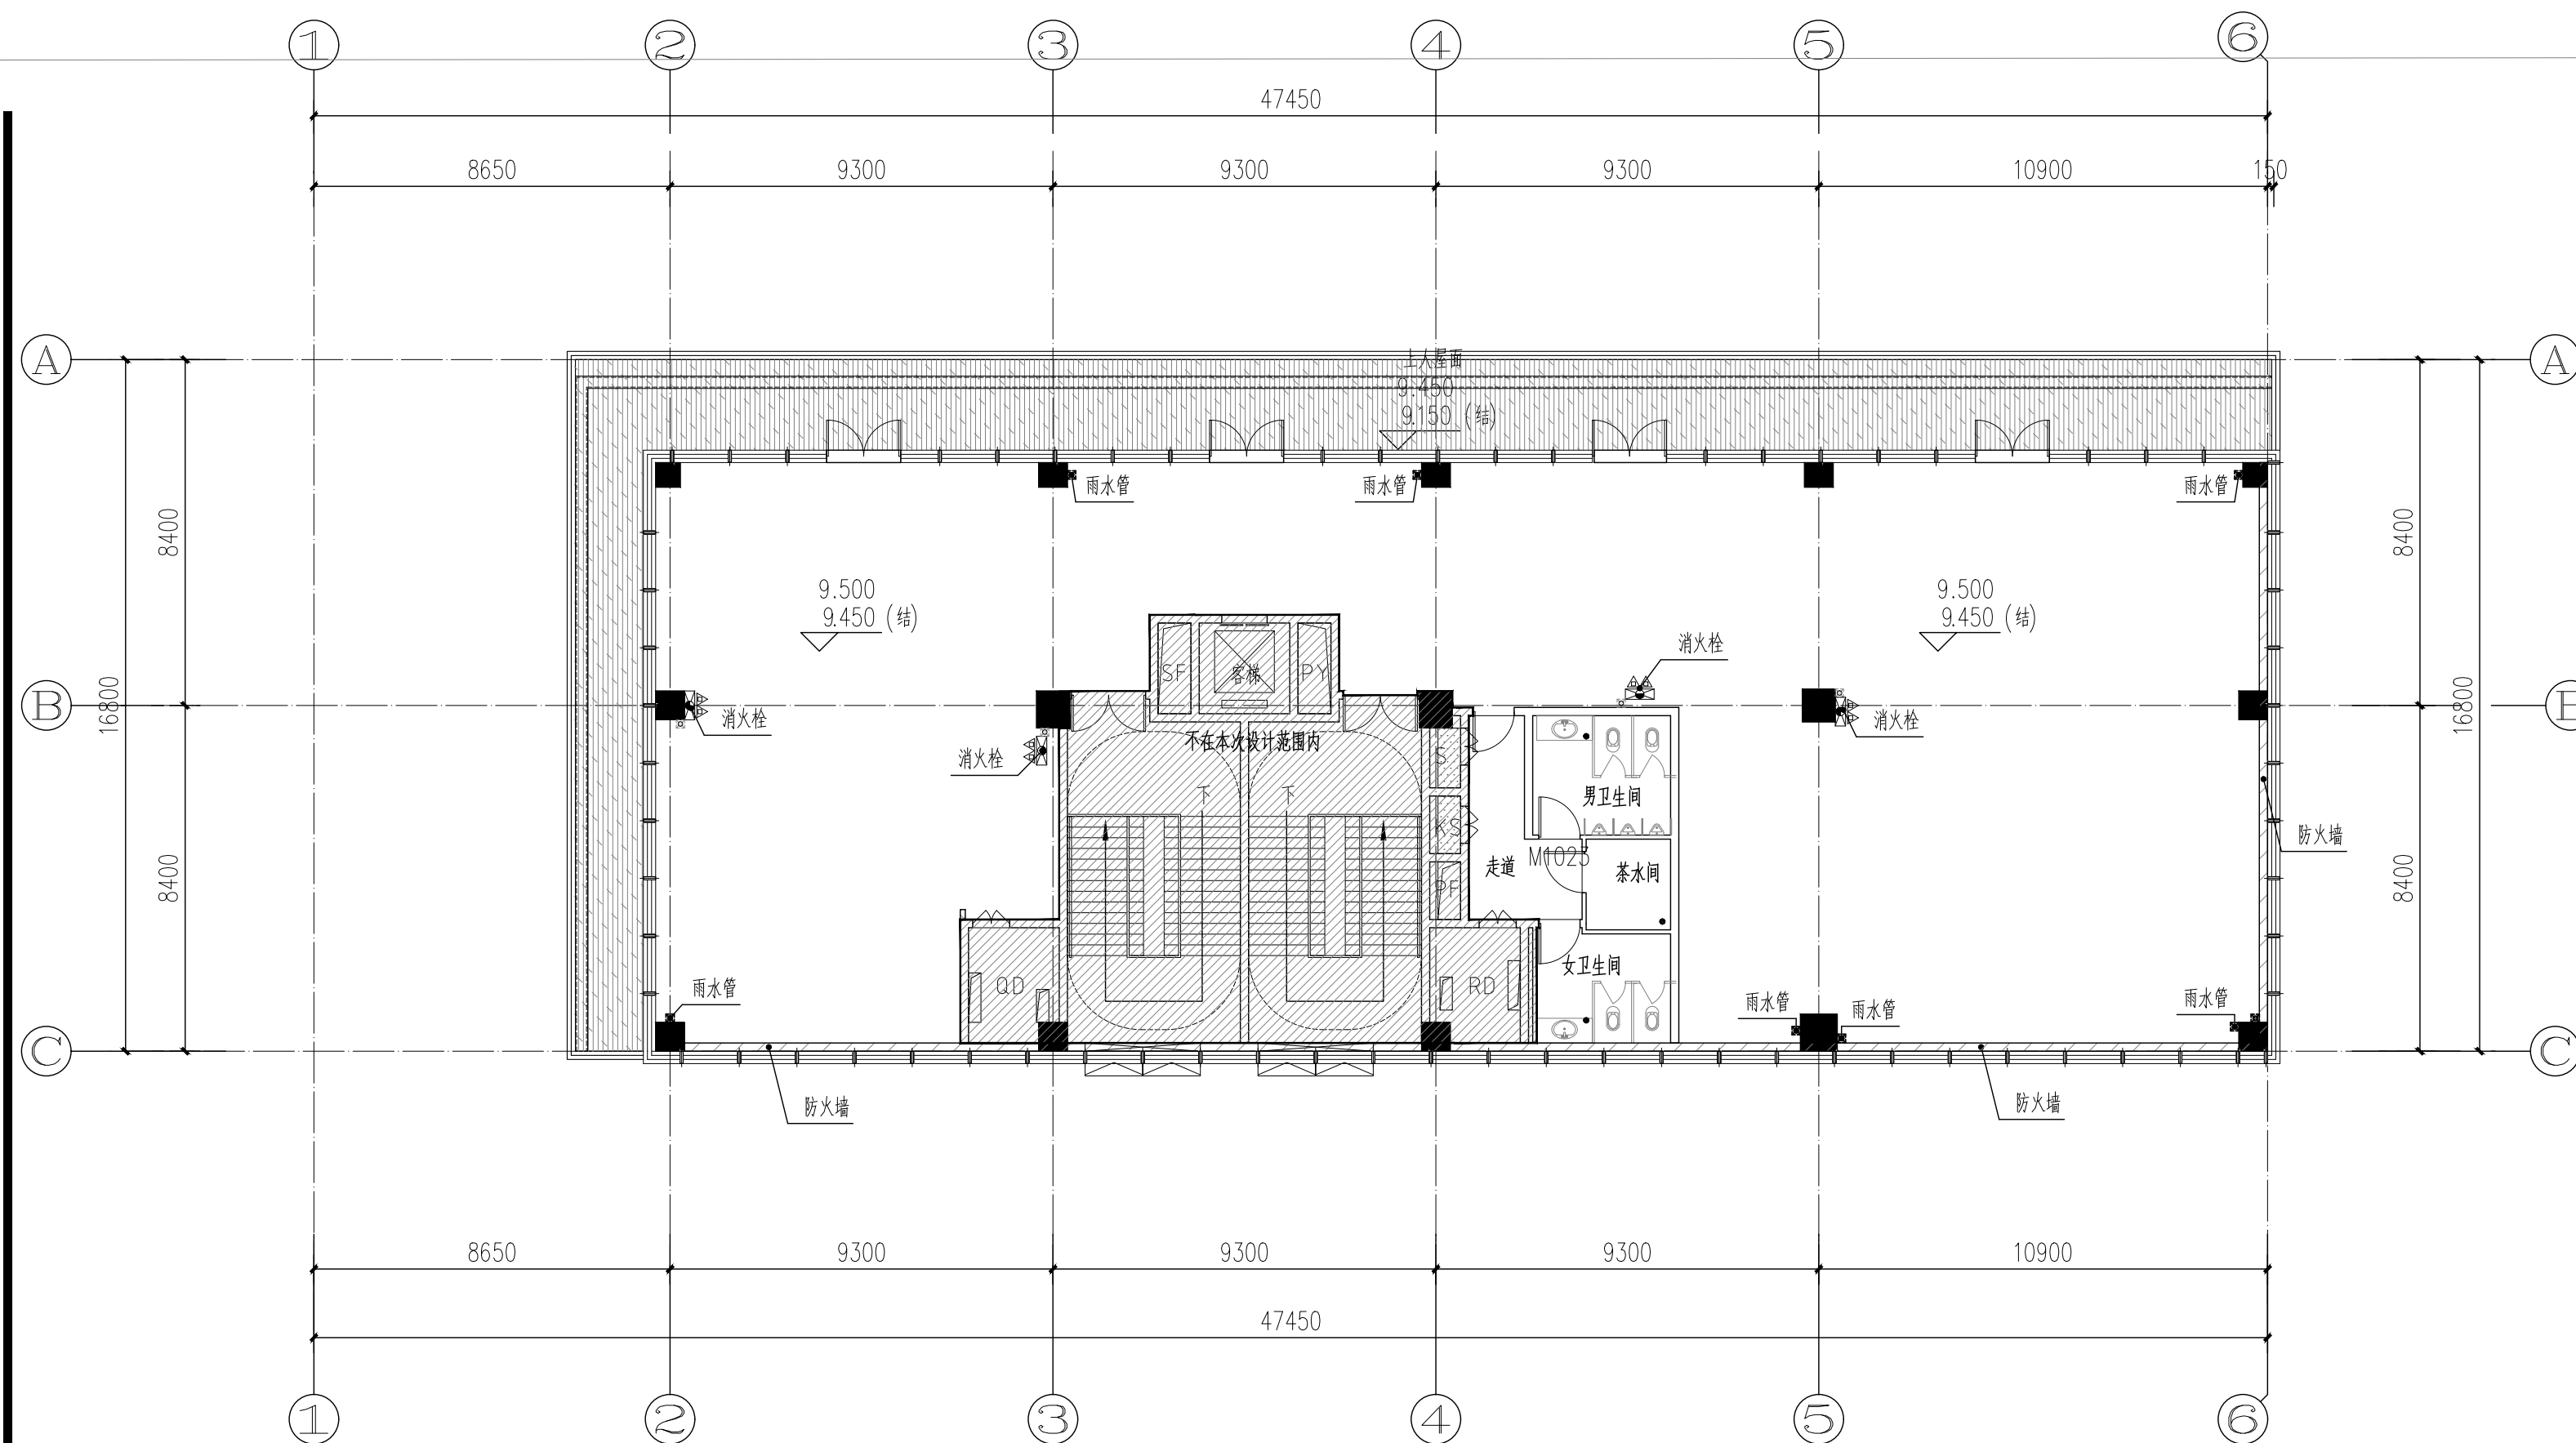 1
2
3
4
5
6
47450
8650
9300
9300
9300
10900
150
A
A
上人屋面
9.450
9.150 (结)
雨水管
雨水管
雨水管
8400
8400
9.500
9.450 (结)
9.500
9.450 (结)
消火栓
SF
客梯
PY
16800
16800
B
消火栓
消火栓
不在本次设计范围内
消火栓
S
下
下
男卫生间
KS
防火墙
M1023
走道
茶水间
8400
8400
PF
女卫生间
QD
RD
雨水管
雨水管
雨水管
雨水管
C
C
防火墙
防火墙
8650
9300
9300
9300
10900
47450
1
2
3
4
5
6